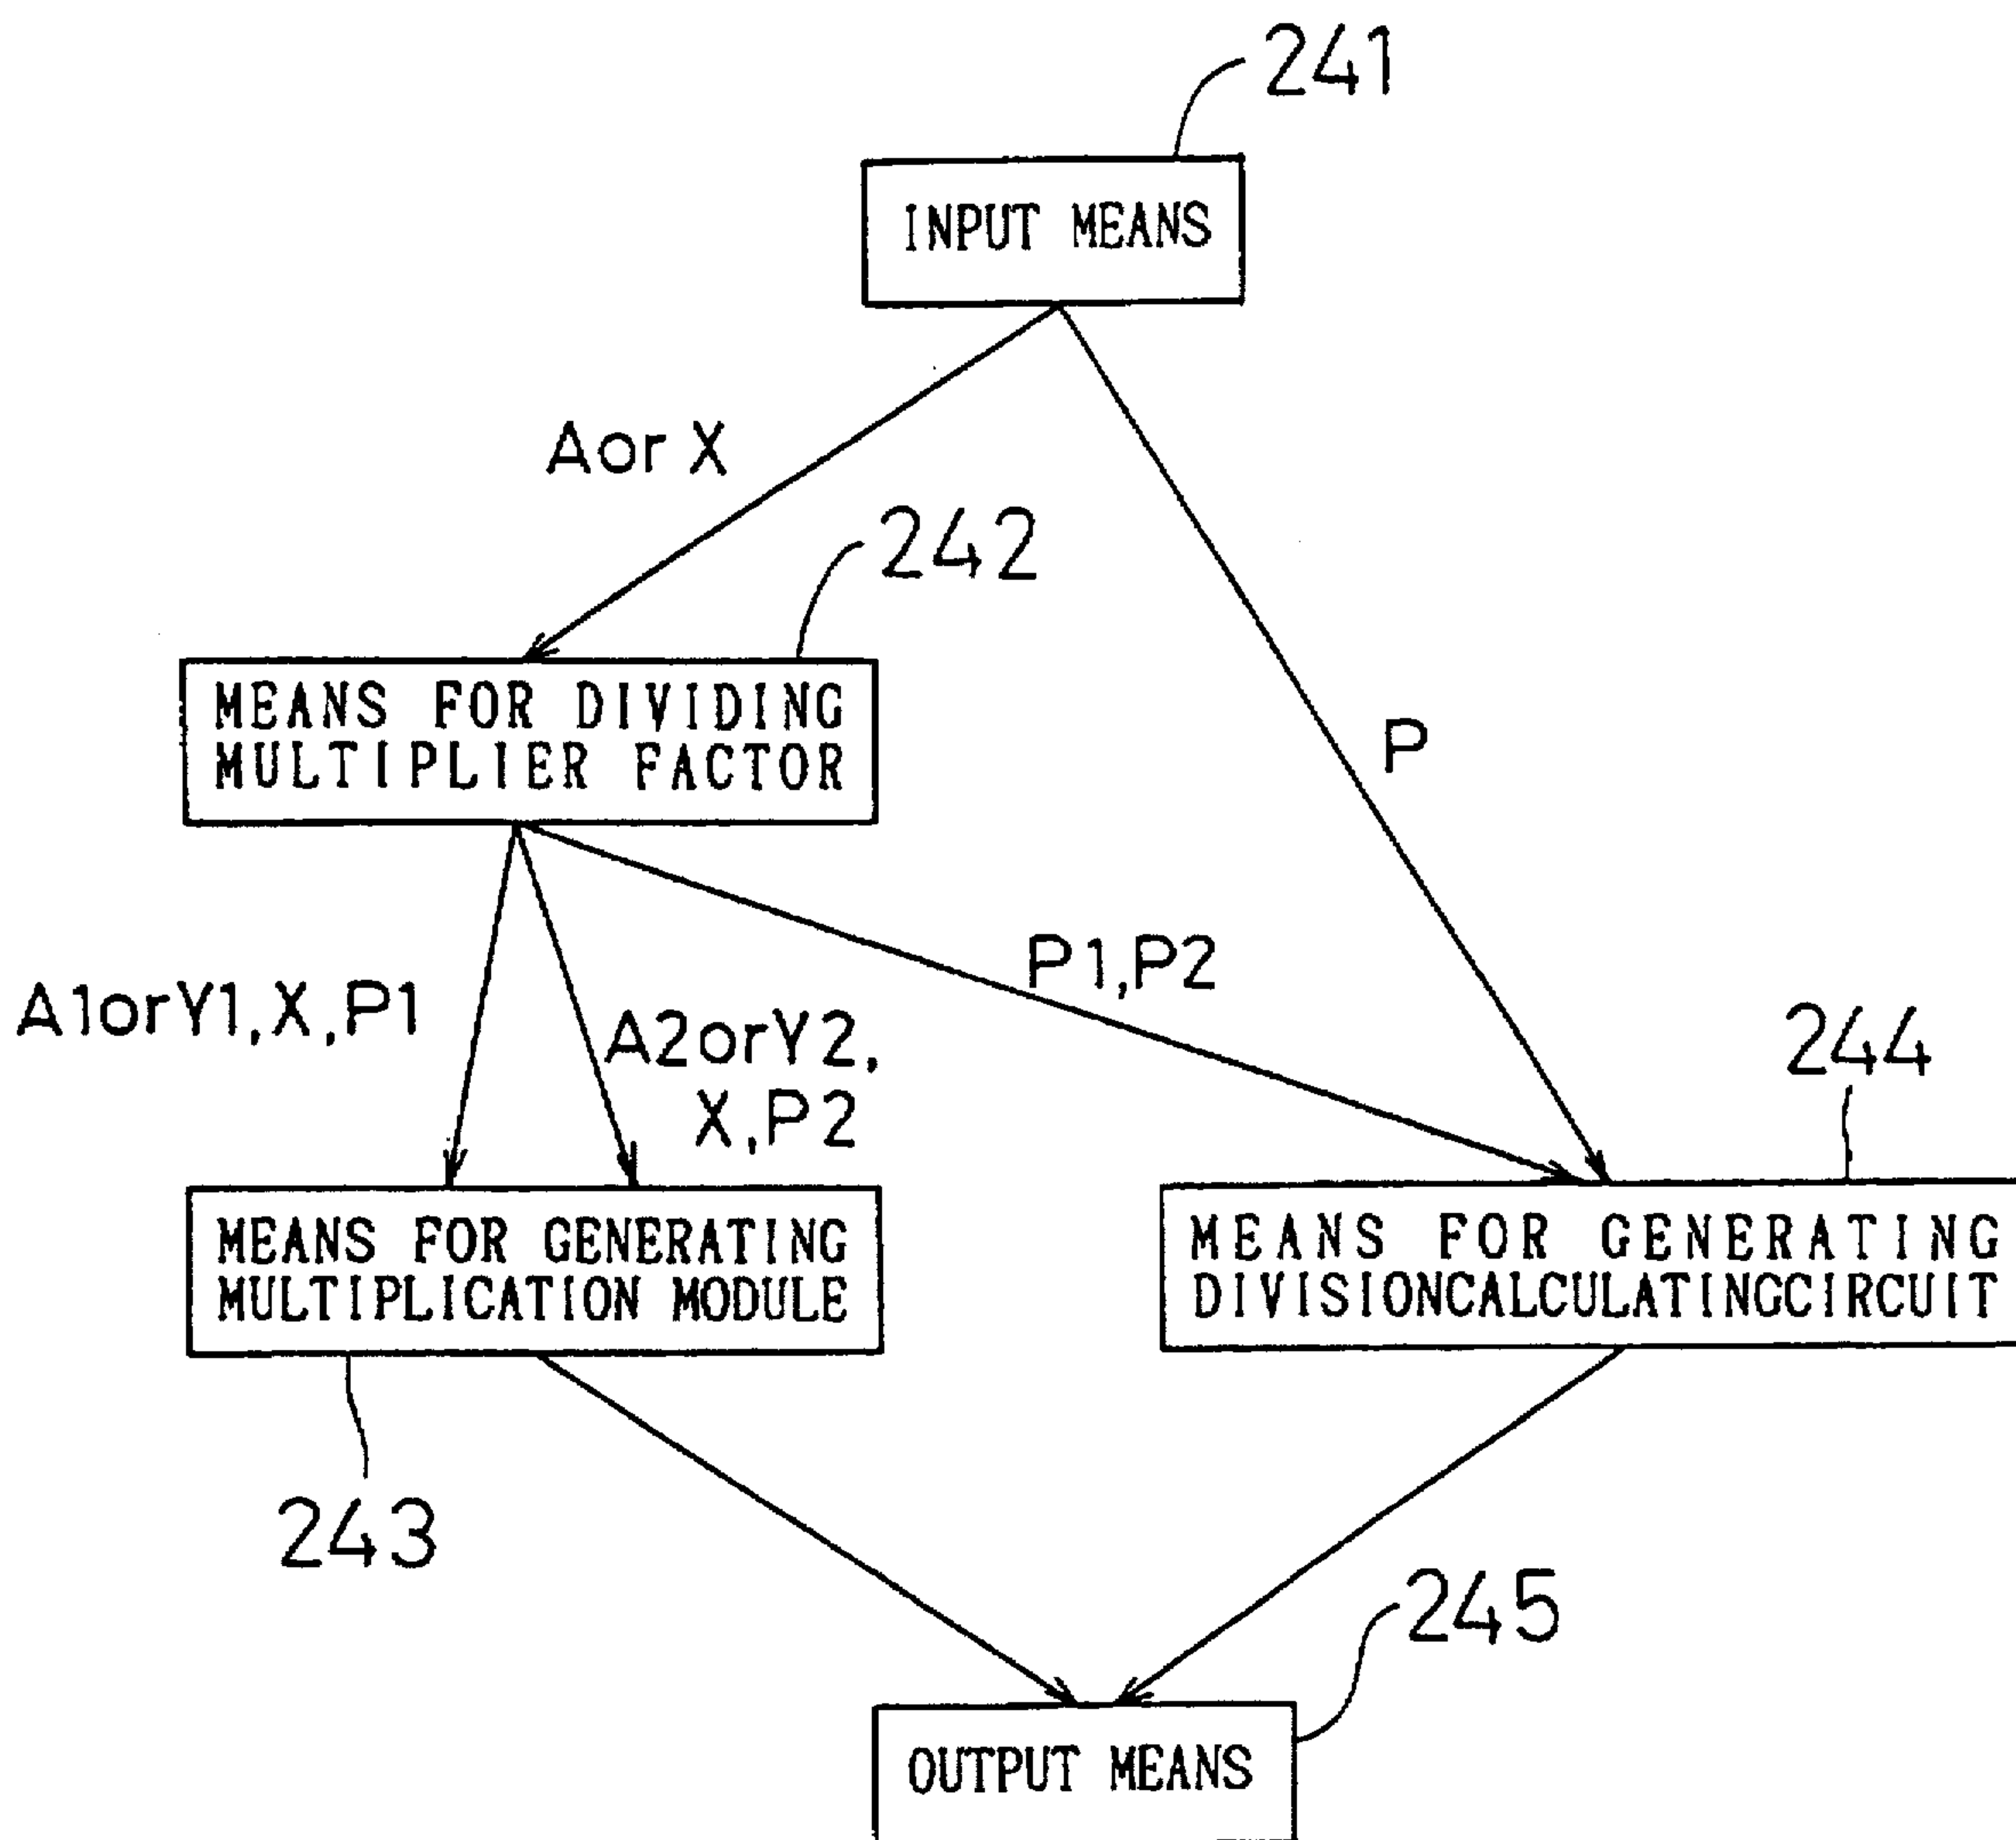 241
INPUT MEANS
Aor X
242
MEANS FOR DIVIDING
MULTIPLIER FACTOR
P
P1,P2
A1orY1,X,P1
A2orY2,
X,P2
244
MEANS FOR GENERATING
MULTIPLICATION MODULE
MEANS FOR GENERATING
DIVISIONCALCULATINGCIRCUIT
243
245
OUTPUT MEANS